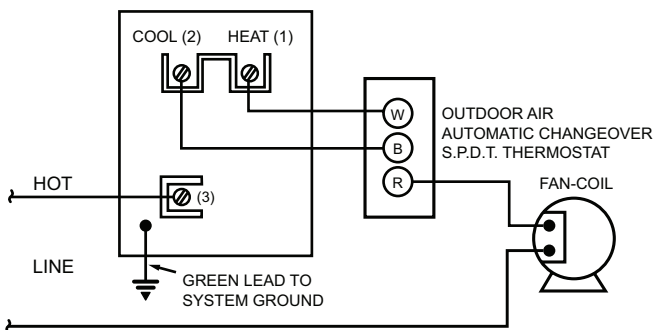 COOL (2) HEAT (1)
W
B
R
OUTDOOR AIR
AUTOMATIC CHANGEOVER
S.P.D.T. THERMOSTAT
FAN-COIL
HOT
(3)
LINE
GREEN LEAD TO
SYSTEM GROUND